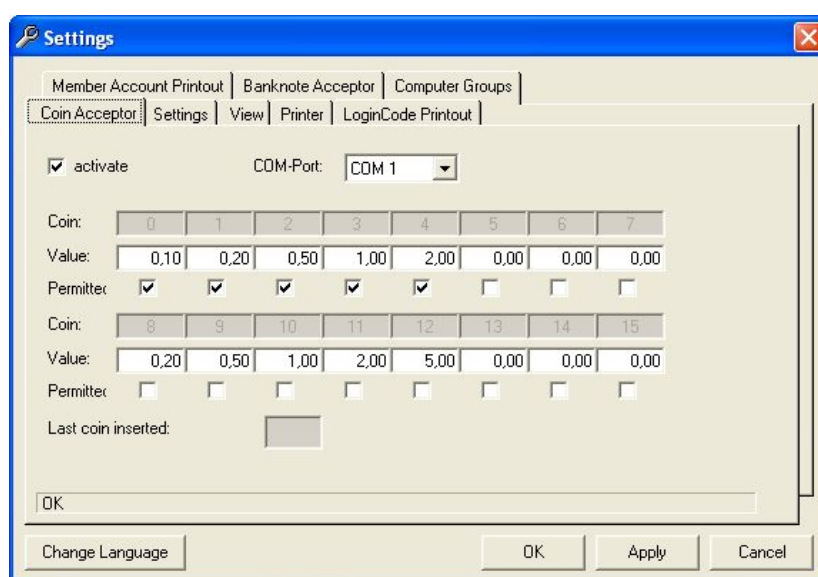 Settings
Member Account Printout Banknote Acceptor Computer Groups
Coin Acceptor Settings View Printer LoginCode Printout
activate COM-Port: COM 1
Coin: 0 1 2 3 4 5 6 7
Value: 0,10 0,20 0,50 1,00 2,00 0,00 0,00 0,00
Permittec
Coin: 8 9 10 11 12 13 14 15
Value: 0,20 0,50 1,00 2,00 5,00 0,00 0,00 0,00
Permittec
Last coin inserted:
OK
Change Language OK Apply Cancel